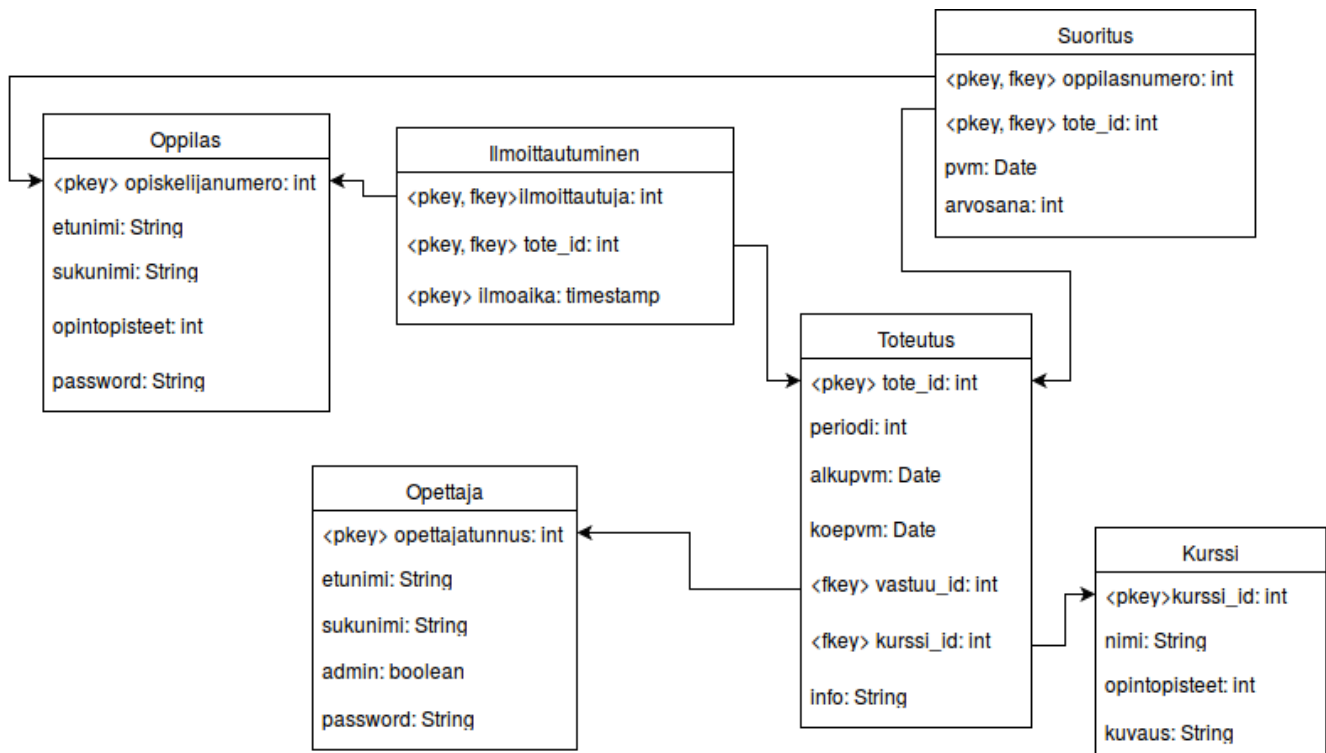 Suoritus
<pkey, fkey> oppilasnumero: int
<pkey, fkey> tote_id: int
pvm: Date
arvosana: int
Oppilas
<pkey> opiskelijanumero: int
etunimi: String
sukunimi: String
opintopisteet: int
password: String
Ilmoittautuminen
<pkey, fkey>ilmoittautuja: int
<pkey, fkey> tote_id: int
<pkey> ilmoaika: timestamp
Toteutus
<pkey> tote_id: int
periodi: int
alkupvm: Date
koepvm: Date
<fkey> vastuu_id: int
<fkey> kurssi_id: int
info: String
Opettaja
<pkey> opettajatunnus: int
etunimi: String
sukunimi: String
admin: boolean
password: String
Kurssi
<pkey>kurssi_id: int
nimi: String
opintopisteet: int
kuvaus: String